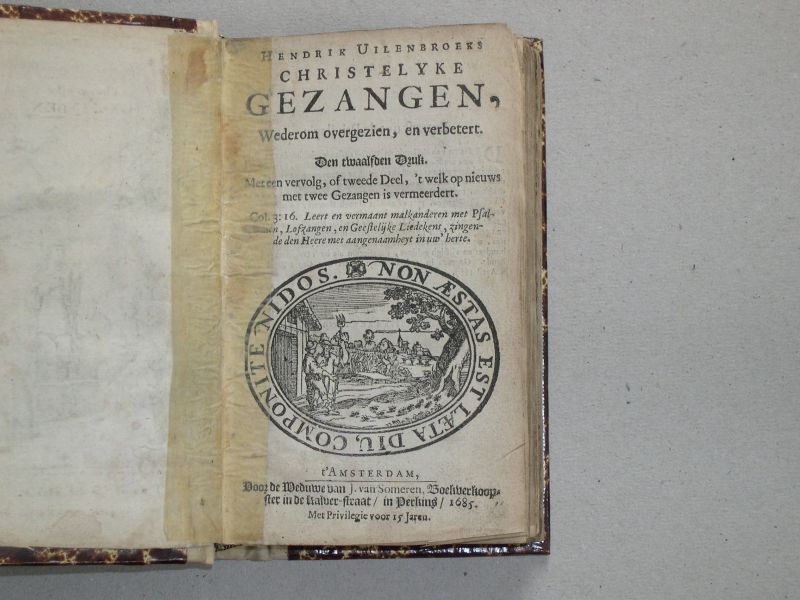 HENDRIK UILENBROEKS
CHRISTELYKE
GEZANGEN,
Wederom overgezien, en verbetert.
Den twaalfden Druk.
Met een vervolg, of tweede Deel, 't welk op nieuws
met twee Gezangen is vermeerdert.
Col. 3: 16. Leert en vermaant malkanderen met Psal-
men, Lofzangen, en Geestelijke Liedekens, zingen-
de den Heere met aangenaamheyt in uw' herte.
NON ÆSTAS EST LÆTA DIU, COMPONITE NIDOS.
t'AMSTERDAM,
Door de Weduwe van J. van Someren, Boekverkoop-
ster in de Kalver-straat / in Perkins / 1685.
Met Privilegie voor 15 Jaren.